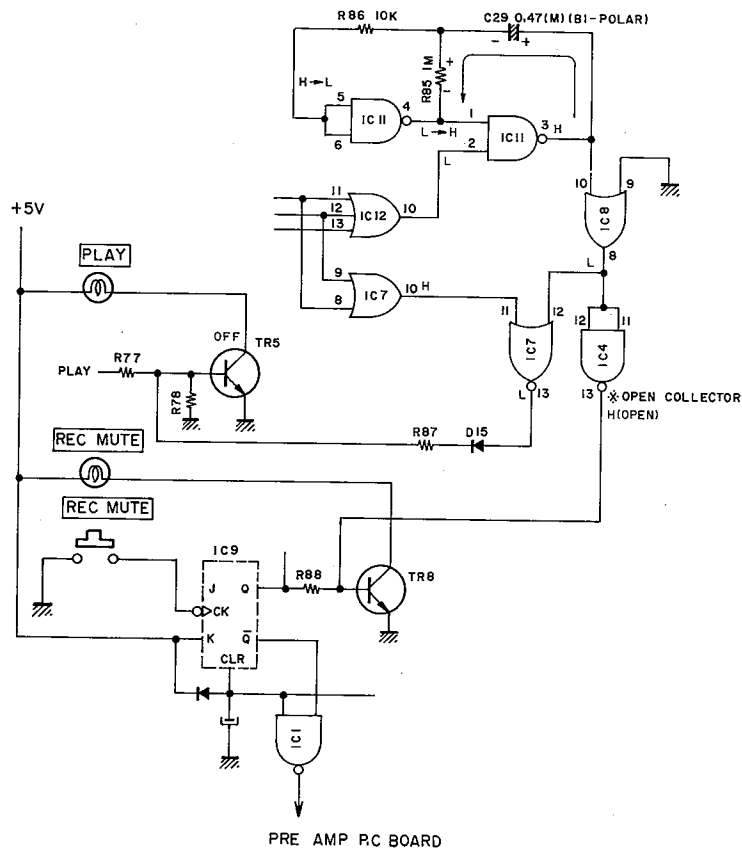 R86 10K
C29 0.47(M)(BI-POLAR)
- +
H→L
R85 1M
+
-
5
6
IC11
4
L→H
1
2
L
IC11
3
H
11
12
13
IC12
10
10
9
IC8
8
L
+5V
PLAY
9
8
IC7
10
H
11
12
IC7
L
13
12
11
IC4
13
※ OPEN COLLECTOR
H(OPEN)
OFF
TR5
PLAY
R77
R78
R87
D15
REC MUTE
REC MUTE
IC9
J
Q
CK
K
Q̅
CLR
R88
TR8
IC1
PRE AMP P.C BOARD